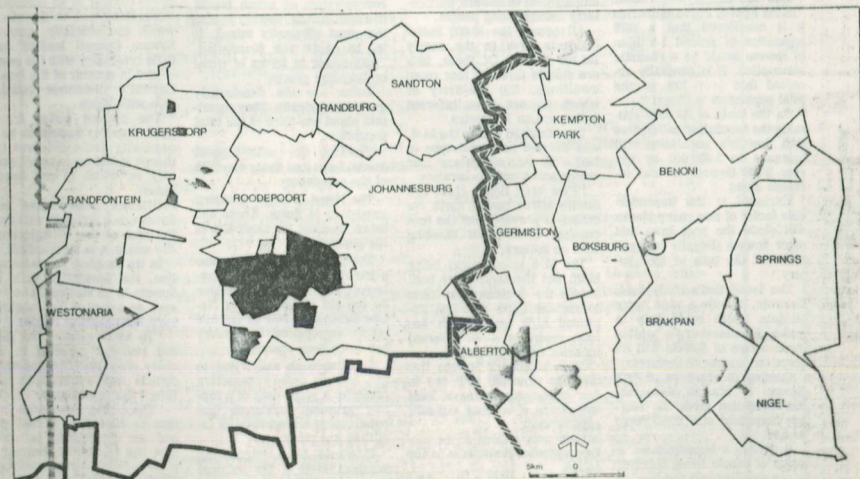 SANDTON
RANDBURG
KEMPTON
PARK
KRUGERSDORP
BENONI
JOHANNESBURG
RANDFONTEIN
ROODEPOORT
GERMISTON
BOKSBURG
SPRINGS
WESTONARIA
BRAKPAN
ALBERTON
NIGEL
5km 0